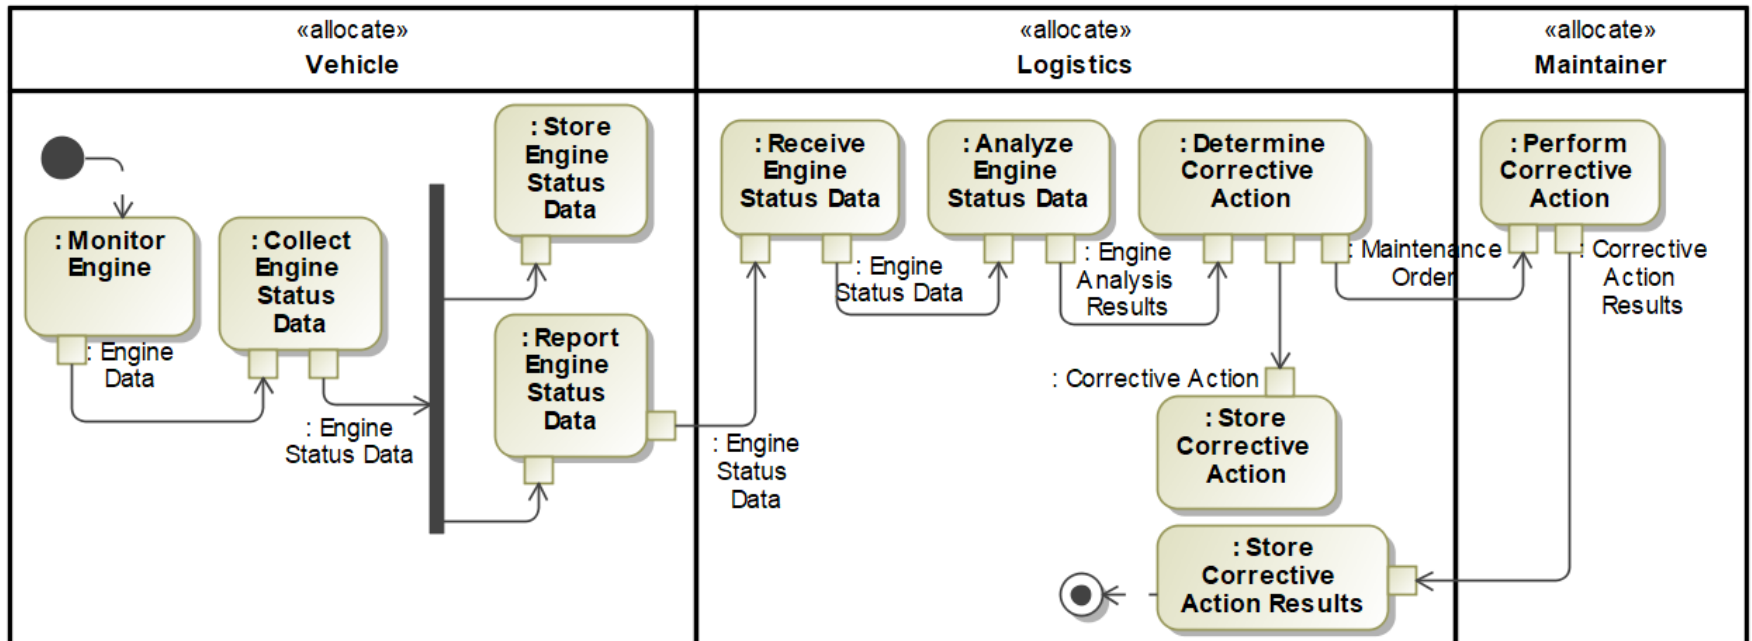 «allocate»
Vehicle
«allocate»
Logistics
«allocate»
Maintainer
: Monitor
Engine
: Engine
Data
: Collect
Engine
Status
Data
: Engine
Status Data
: Store
Engine
Status
Data
: Report
Engine
Status
Data
: Engine
Status
Data
: Receive
Engine
Status Data
: Engine
Status Data
: Analyze
Engine
Status Data
: Engine
Analysis
Results
: Determine
Corrective
Action
: Maintenance
Order
: Corrective Action
: Store
Corrective
Action
: Perform
Corrective
Action
: Corrective
Action
Results
: Store
Corrective
Action Results